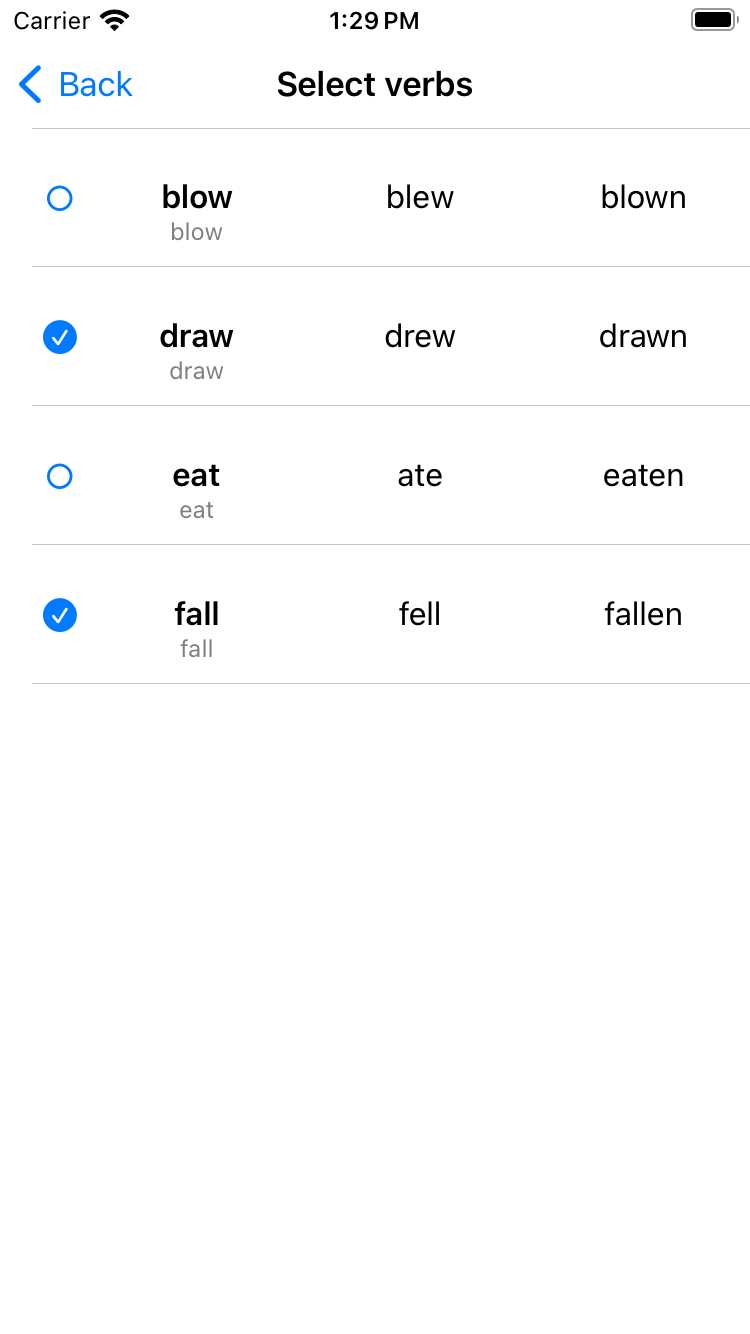 Carrier 1:29 PM
Back Select verbs
blow blew blown
blow
draw drew drawn
draw
eat ate eaten
eat
fall fell fallen
fall